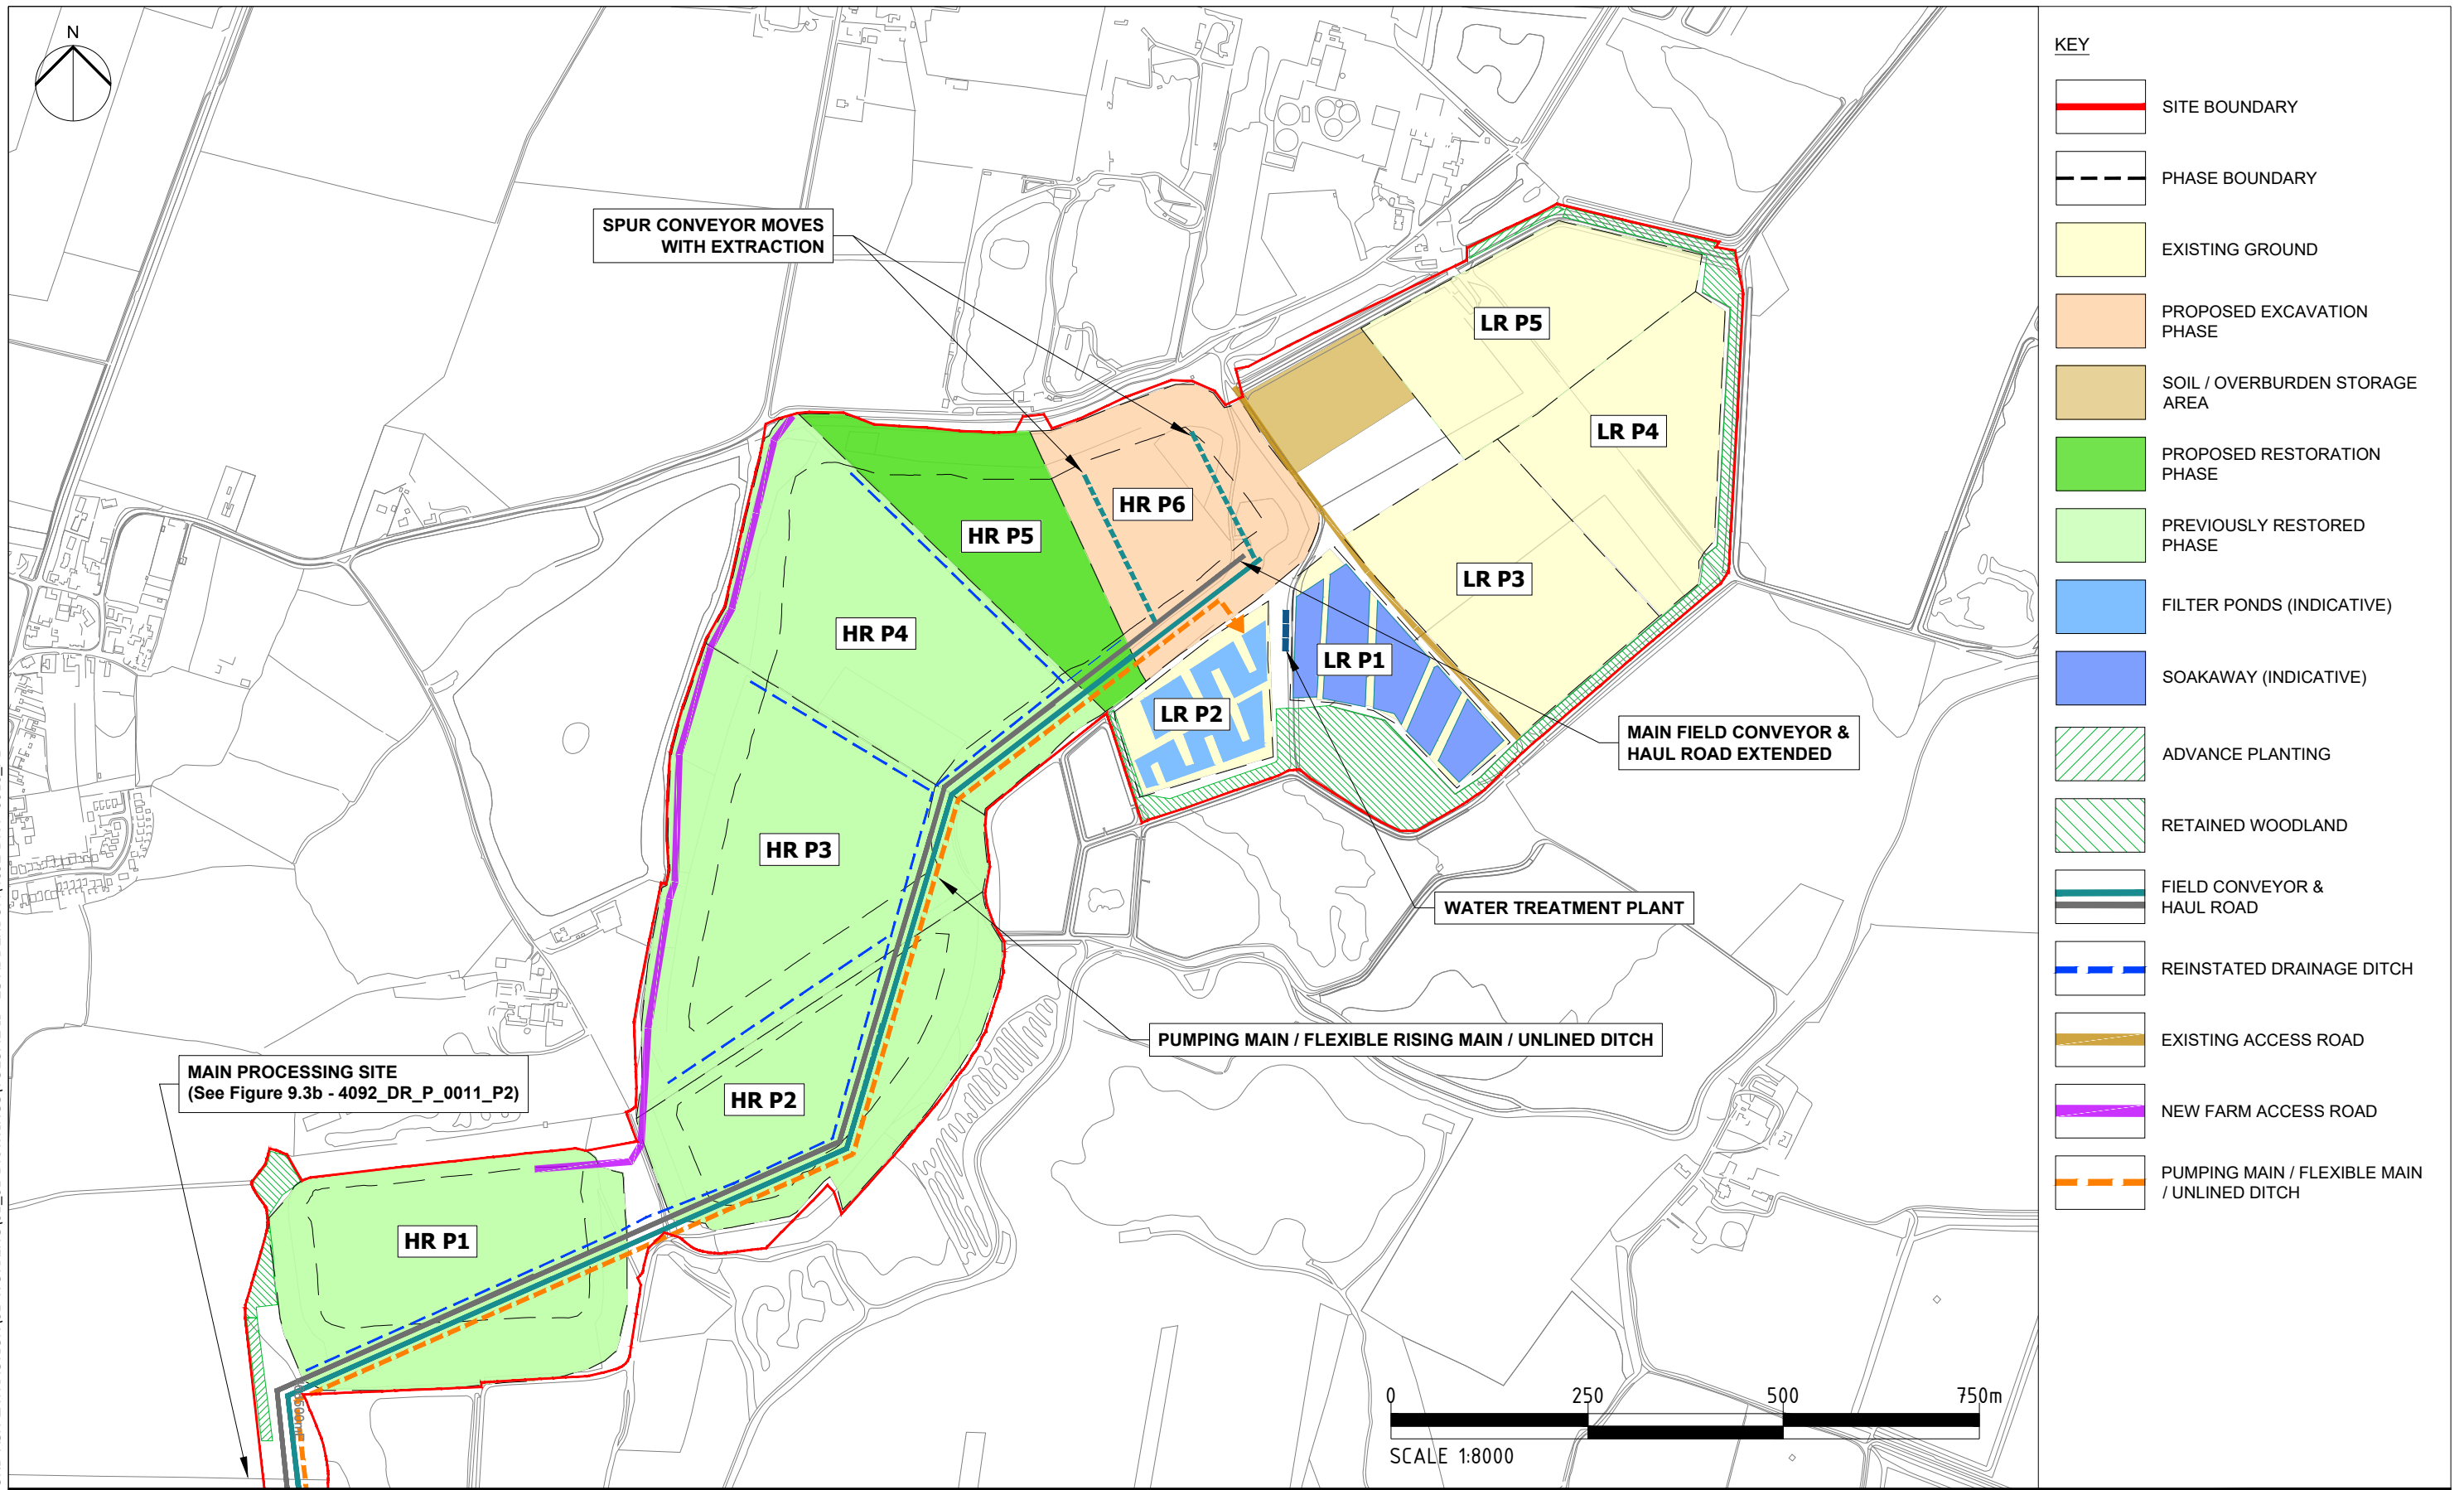 N
SPUR CONVEYOR MOVES
WITH EXTRACTION
LR P5
LR P4
HR P6
HR P5
LR P3
HR P4
LR P1
LR P2
MAIN FIELD CONVEYOR &
HAUL ROAD EXTENDED
HR P3
WATER TREATMENT PLANT
PUMPING MAIN / FLEXIBLE RISING MAIN / UNLINED DITCH
MAIN PROCESSING SITE
(See Figure 9.3b - 4092_DR_P_0011_P2)
HR P2
HR P1
0 250 500 750m
SCALE 1:8000
KEY
SITE BOUNDARY
PHASE BOUNDARY
EXISTING GROUND
PROPOSED EXCAVATION
PHASE
SOIL / OVERBURDEN STORAGE
AREA
PROPOSED RESTORATION
PHASE
PREVIOUSLY RESTORED
PHASE
FILTER PONDS (INDICATIVE)
SOAKAWAY (INDICATIVE)
ADVANCE PLANTING
RETAINED WOODLAND
FIELD CONVEYOR &
HAUL ROAD
REINSTATED DRAINAGE DITCH
EXISTING ACCESS ROAD
NEW FARM ACCESS ROAD
PUMPING MAIN / FLEXIBLE MAIN
/ UNLINED DITCH